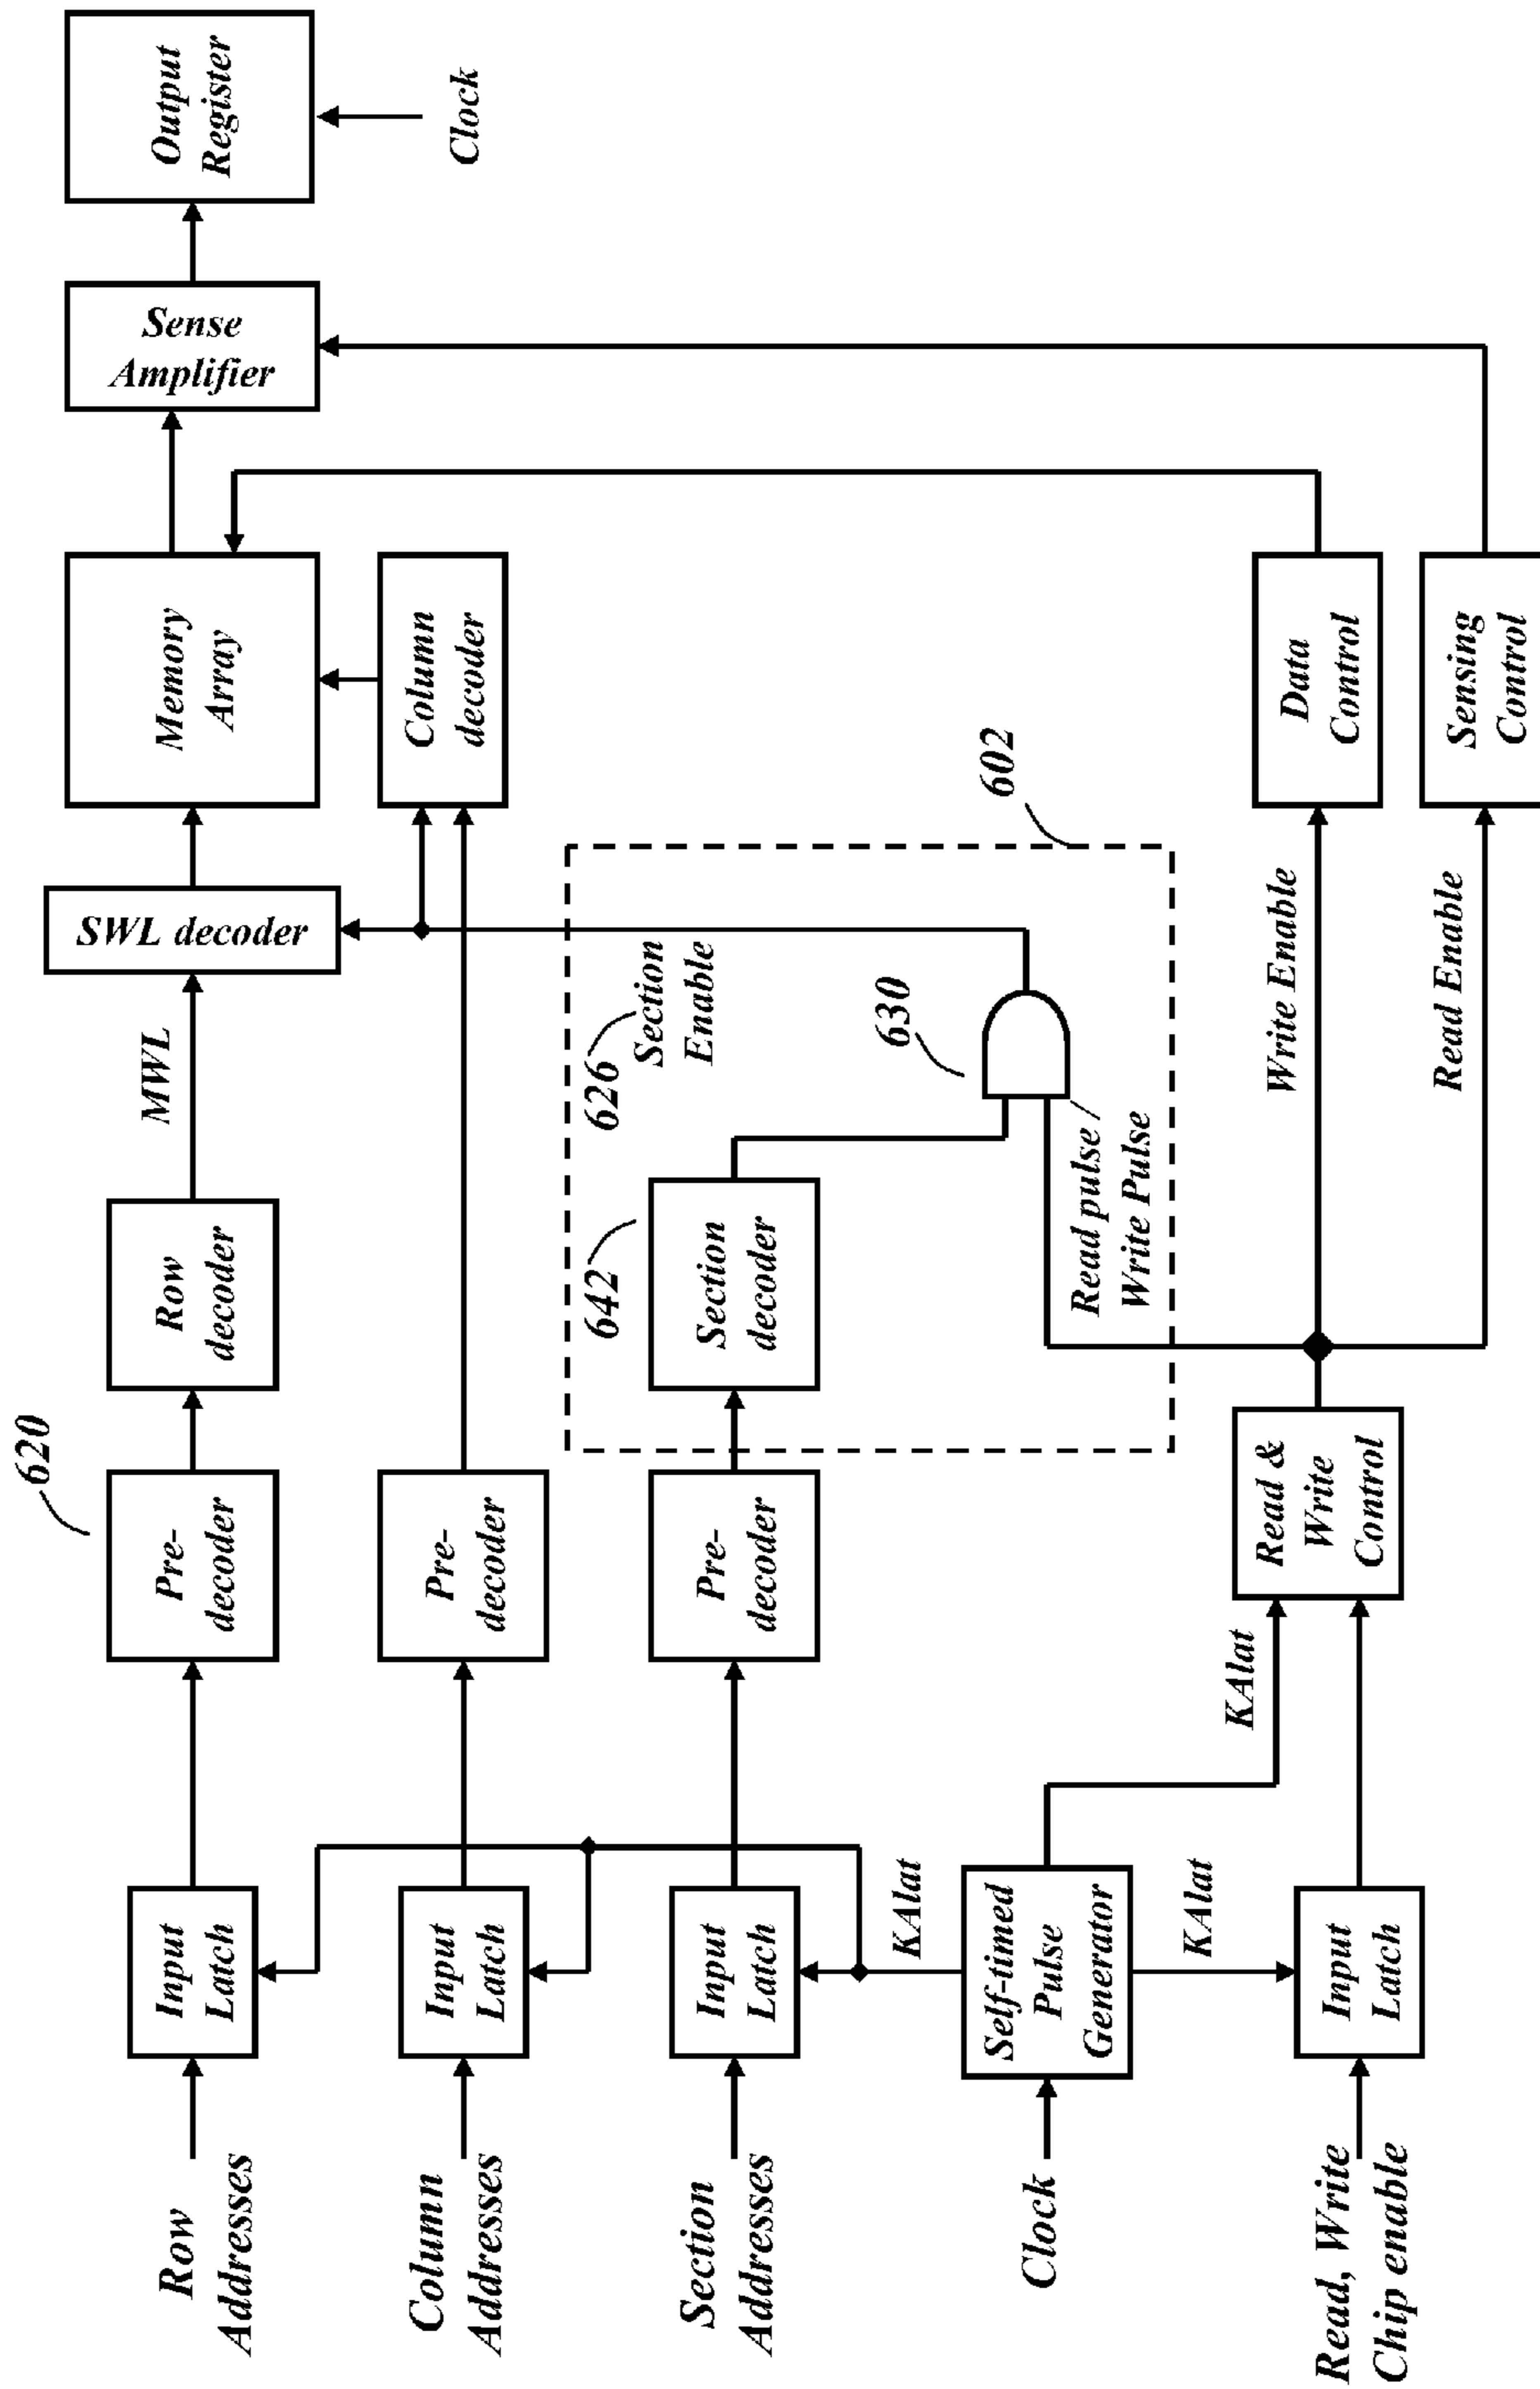 Row
Addresses
Input
Latch
620
Pre-
decoder
Row
decoder
MWL
SWL decoder
Memory
Array
Sense
Amplifier
Output
Register
Clock
Column
Addresses
Input
Latch
Pre-
decoder
Column
decoder
Section
Addresses
Input
Latch
Pre-
decoder
642
Section
decoder
626
Section
Enable
630
602
KAlat
Clock
Self-timed
Pulse
Generator
Read pulse /
Write Pulse
KAlat
KAlat
Read, Write
Chip enable
Input
Latch
Read &
Write
Control
Write Enable
Data
Control
Read Enable
Sensing
Control